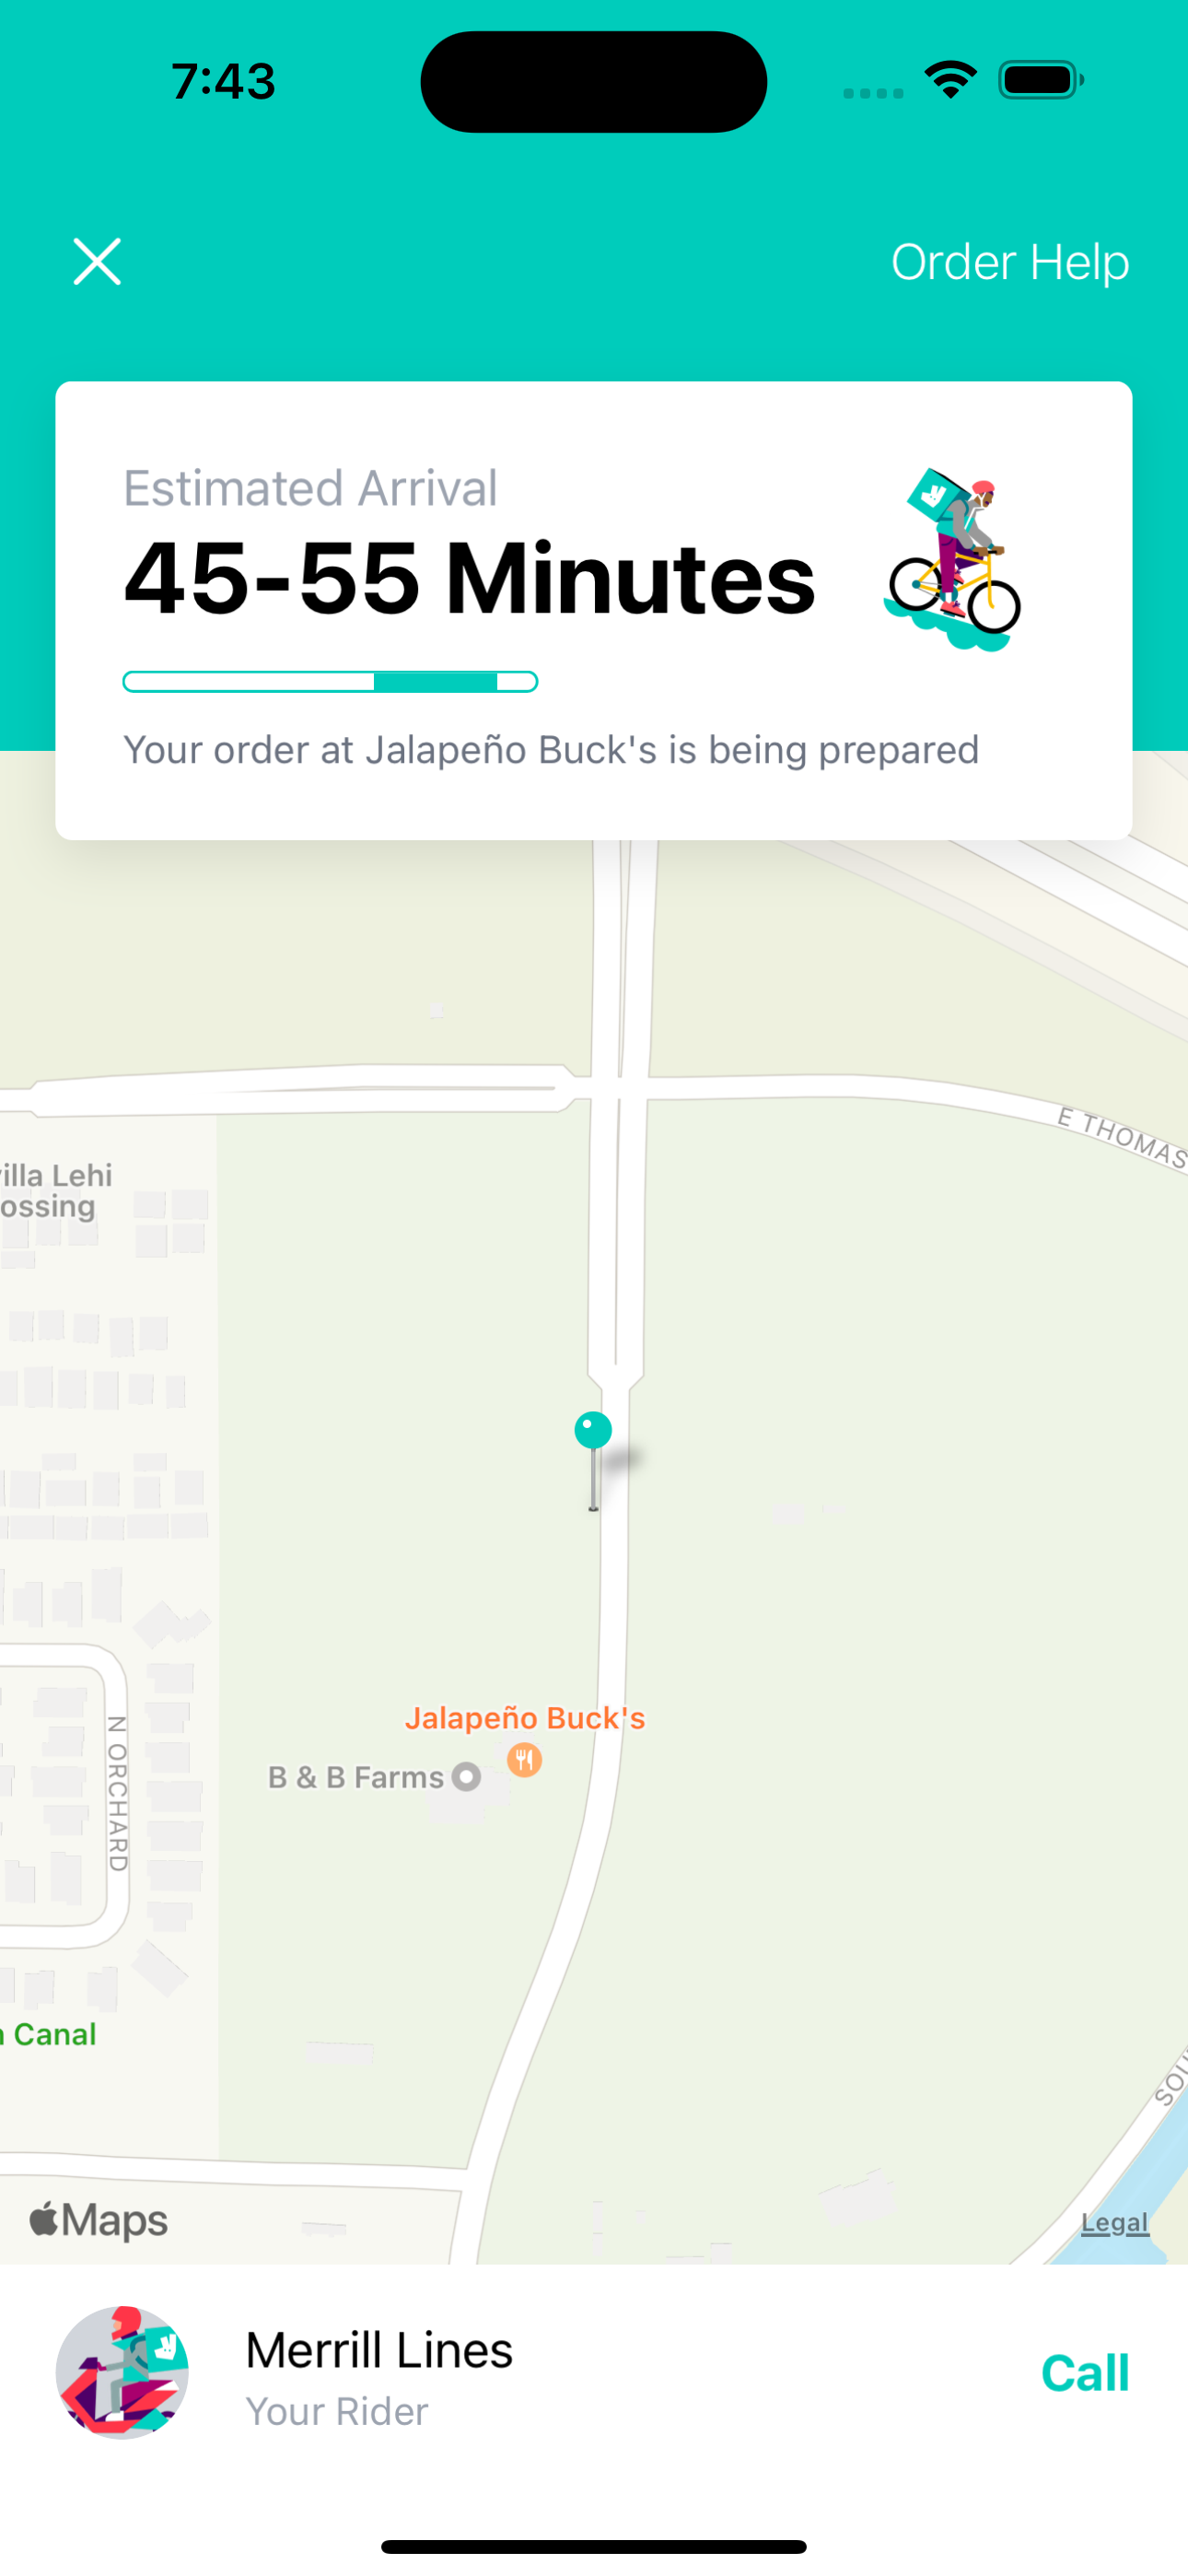 7:43
Order Help
Estimated Arrival
45-55 Minutes
Your order at Jalapeño Buck's is being prepared
E THOMAS
illa Lehi
ossing
Jalapeño Buck's
B & B Farms
N ORCHARD
Canal
SOU
Maps
Legal
Merrill Lines
Your Rider
Call